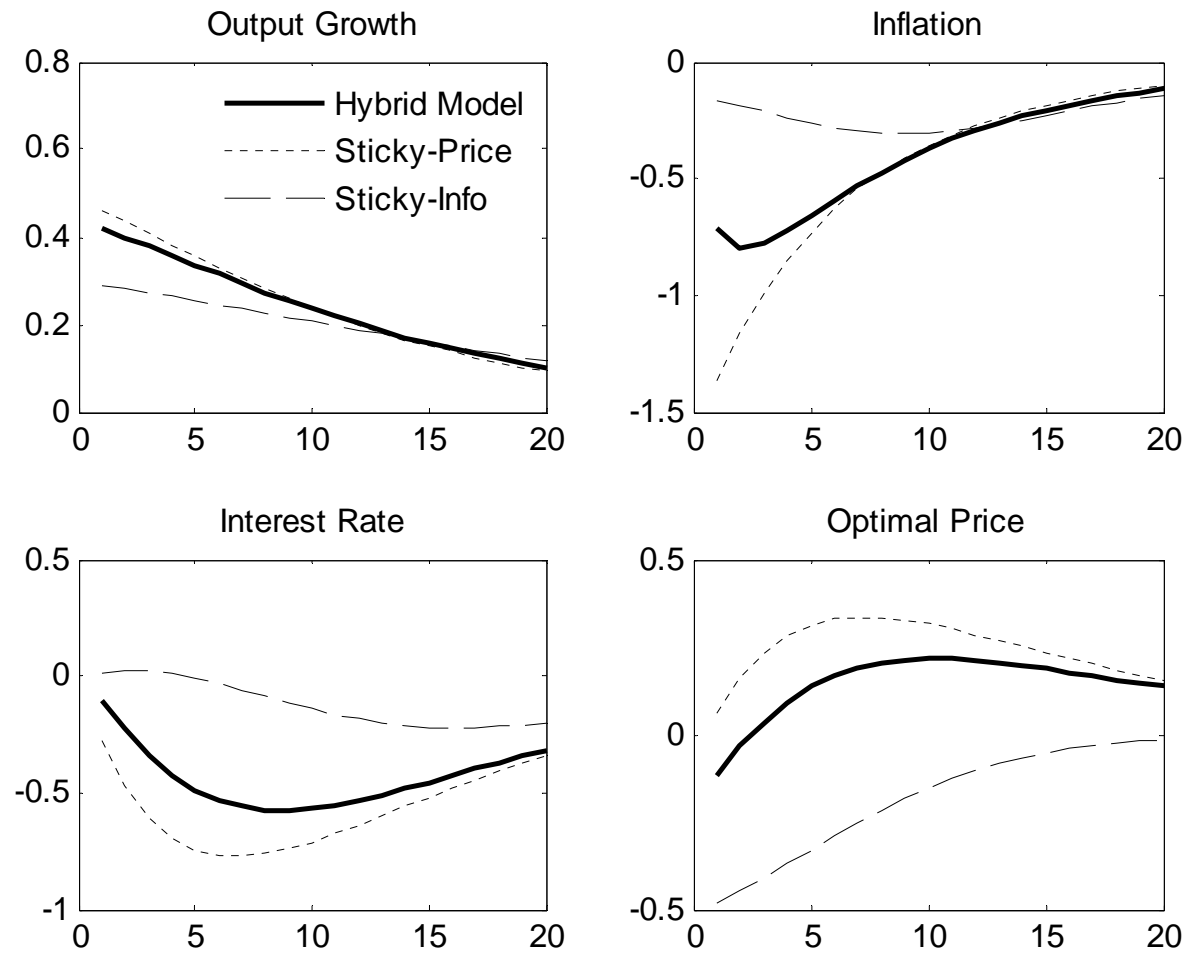 Output Growth
0.8
0.6
0.4
0.2
0
0 5 10 15 20
Hybrid Model
Sticky-Price
Sticky-Info
Inflation
0
-0.5
-1
-1.5
0 5 10 15 20
Interest Rate
0.5
0
-0.5
-1
0 5 10 15 20
Optimal Price
0.5
0
-0.5
0 5 10 15 20